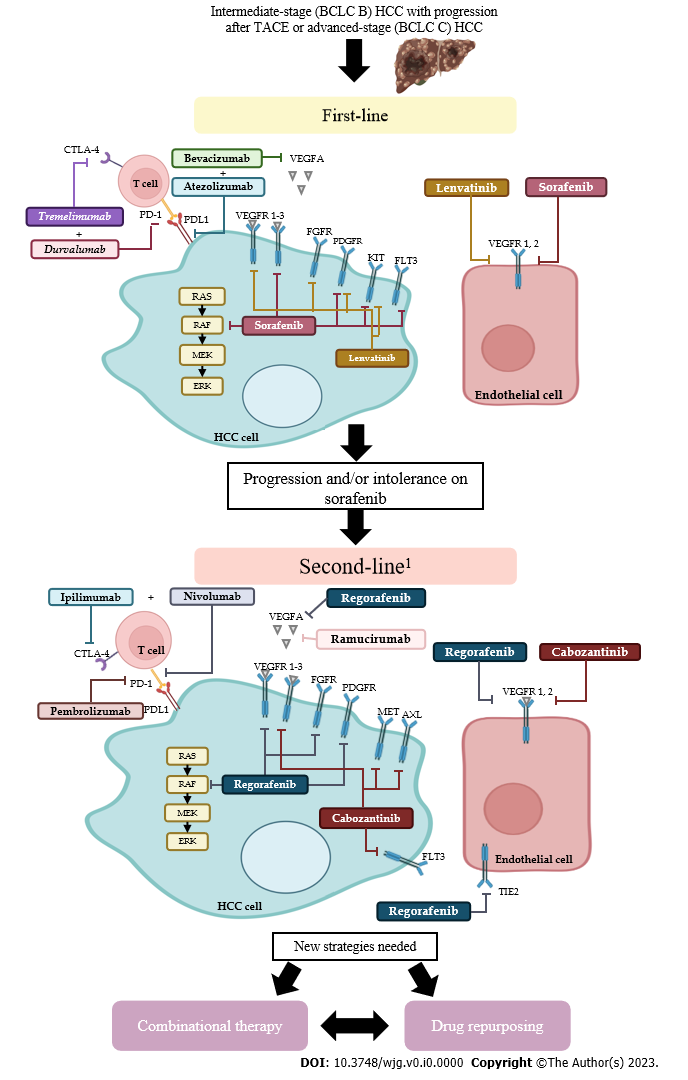 Intermediate-stage (BCLC B) HCC with progression
after TACE or advanced-stage (BCLC C) HCC
First-line
CTLA-4
T cell
Bevacizumab
VEGFA
+
Atezolizumab
Tremelimumab
+
Durvalumab
PD-1
PDL1
VEGFR 1-3
FGFR
PDGFR
KIT
FLT3
Lenvatinib
Sorafenib
VEGFR 1, 2
RAS
RAF
MEK
ERK
Sorafenib
Lenvatinib
HCC cell
Endothelial cell
Progression and/or intolerance on
sorafenib
Second-line¹
Ipilimumab
+
Nivolumab
T cell
CTLA-4
PD-1
Pembrolizumab
PDL1
VEGFA
Regorafenib
Ramucirumab
Regorafenib
Cabozantinib
VEGFR 1-3
FGFR
PDGFR
MET
AXL
VEGFR 1, 2
RAS
RAF
MEK
ERK
Regorafenib
Cabozantinib
FLT3
HCC cell
Endothelial cell
TIE2
Regorafenib
New strategies needed
Combinational therapy
Drug repurposing
DOI: 10.3748/wjg.v0.i0.0000 Copyright ©The Author(s) 2023.